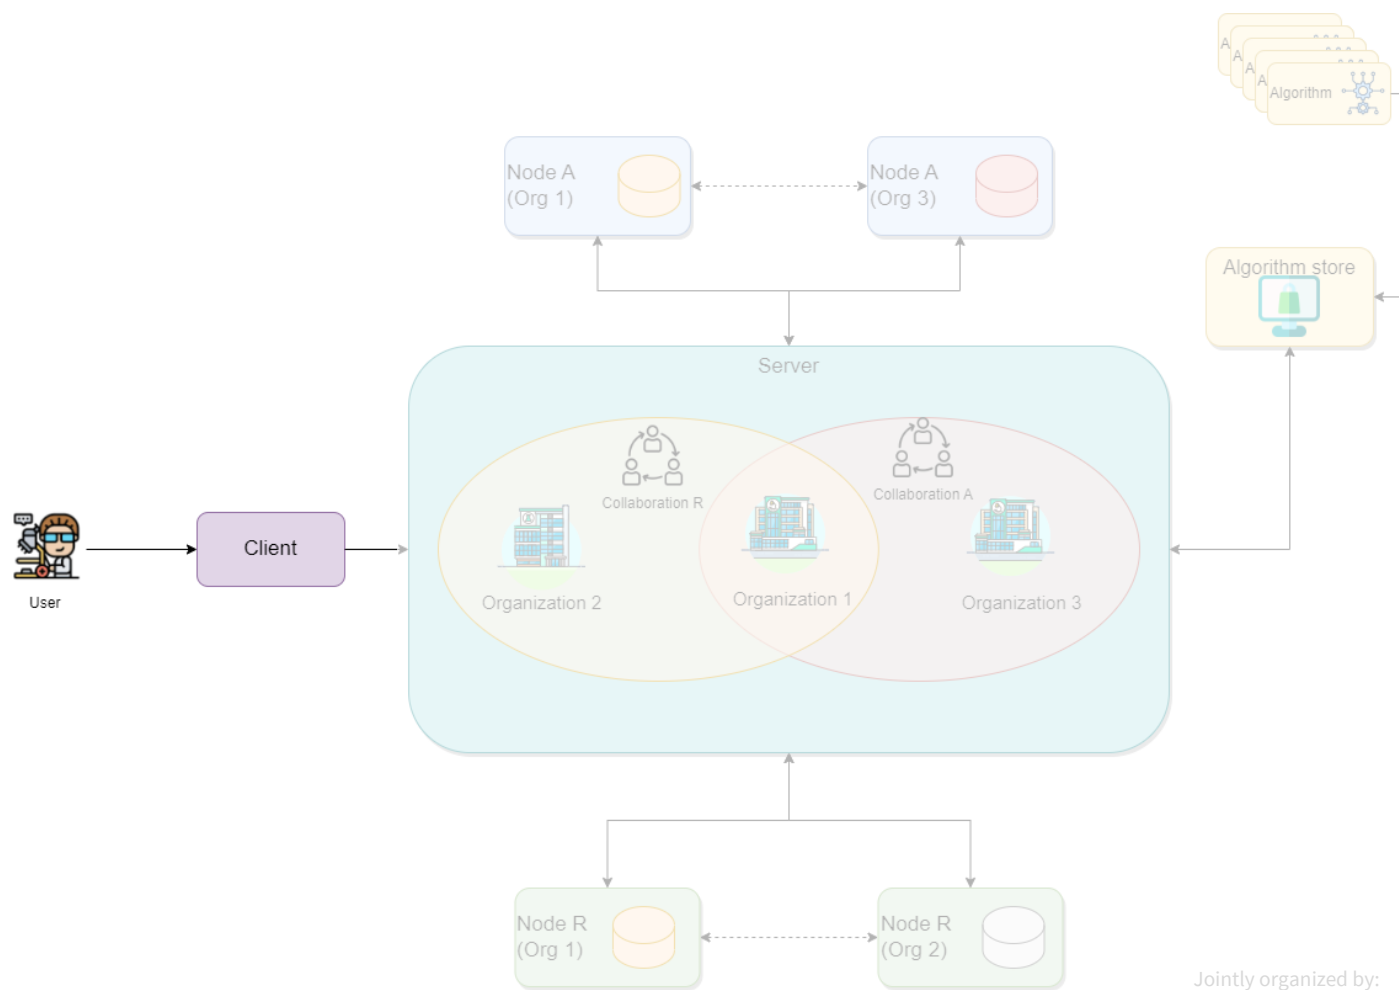 A
A
A
A
Algorithm
Node A
(Org 1)
Node A
(Org 3)
Algorithm store
Server
Collaboration R
Collaboration A
Client
User
Organization 2
Organization 1
Organization 3
Node R
(Org 1)
Node R
(Org 2)
Jointly organized by: